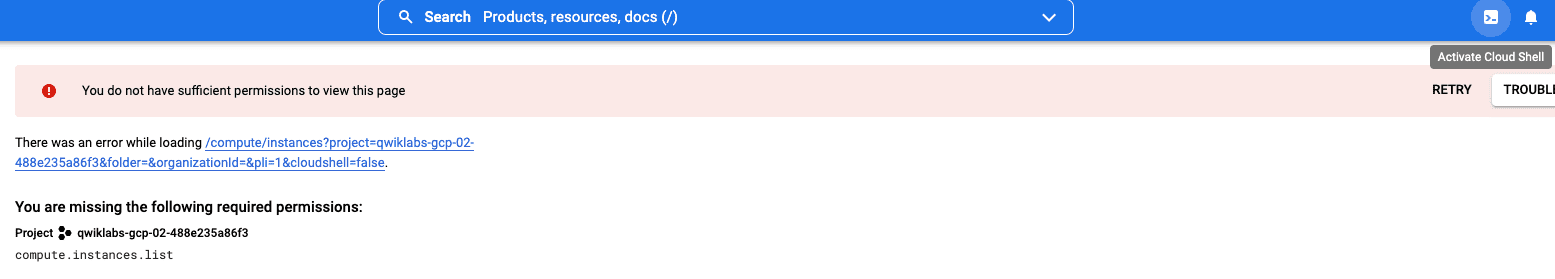 Search Products, resources, docs (/)
Activate Cloud Shell
You do not have sufficient permissions to view this page
RETRY
TROUBLE
There was an error while loading /compute/instances?project=qwiklabs-gcp-02-
488e235a86f3&folder=&organizationId=&pli=1&cloudshell=false.
You are missing the following required permissions:
Project qwiklabs-gcp-02-488e235a86f3
compute.instances.list